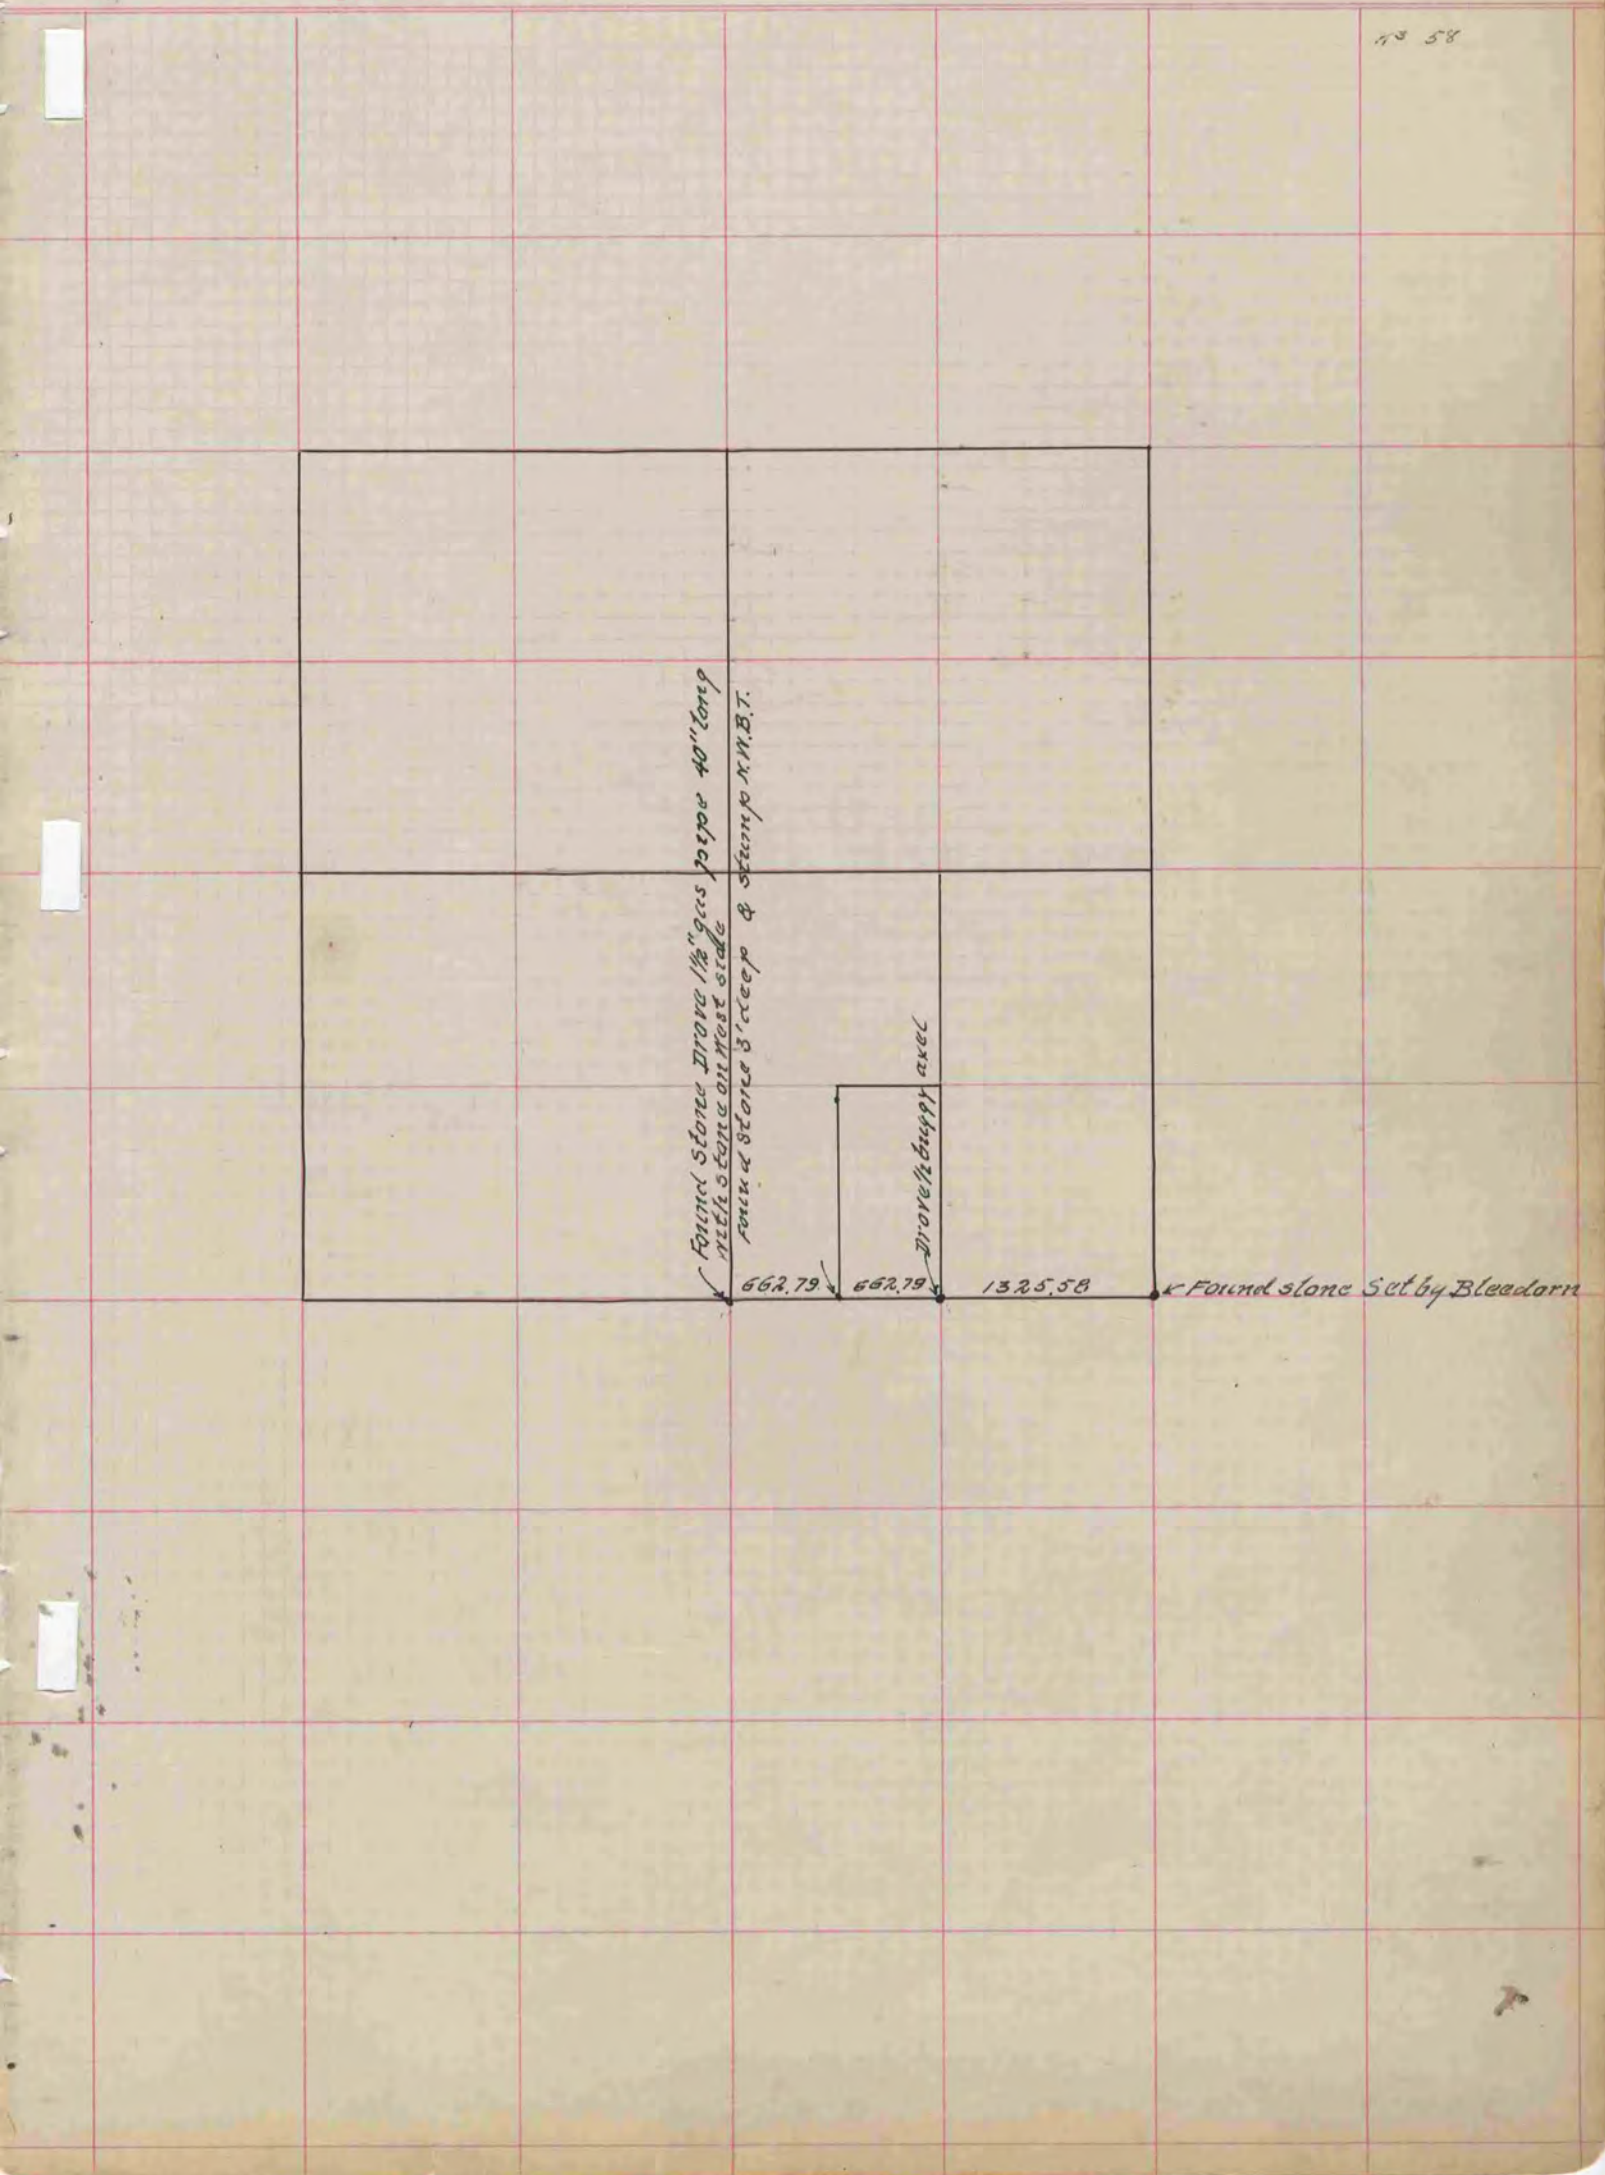 No 58
Found Stone Drove 1½" gas pipe 40" long
with stone on west side
Found stone 3' deep & stump N.W.B.T.
Drove ½ buggy axel
662.79
662.79
1325.58
Found stone Set by Bleedorn